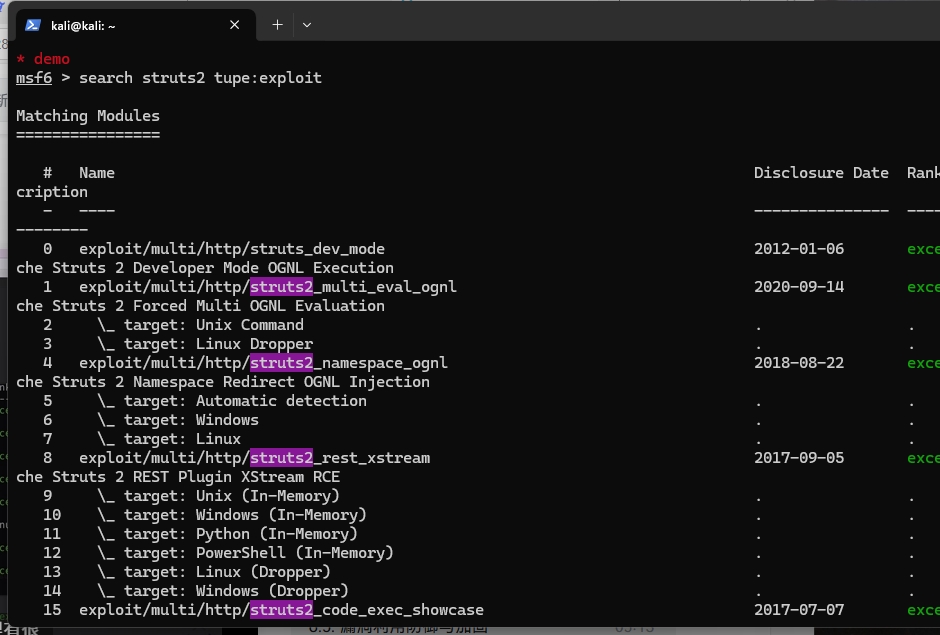 kali@kali: ~
* demo
msf6 > search struts2 tupe:exploit
Matching Modules
================
# Name Disclosure Date Rank
cription
- ---- --------------- ----
--------
0 exploit/multi/http/struts_dev_mode 2012-01-06 exce
che Struts 2 Developer Mode OGNL Execution
1 exploit/multi/http/struts2_multi_eval_ognl 2020-09-14 exce
che Struts 2 Forced Multi OGNL Evaluation
2 \_ target: Unix Command . .
3 \_ target: Linux Dropper . .
4 exploit/multi/http/struts2_namespace_ognl 2018-08-22 exce
che Struts 2 Namespace Redirect OGNL Injection
5 \_ target: Automatic detection . .
6 \_ target: Windows . .
7 \_ target: Linux . .
8 exploit/multi/http/struts2_rest_xstream 2017-09-05 exce
che Struts 2 REST Plugin XStream RCE
9 \_ target: Unix (In-Memory) . .
10 \_ target: Windows (In-Memory) . .
11 \_ target: Python (In-Memory) . .
12 \_ target: PowerShell (In-Memory) . .
13 \_ target: Linux (Dropper) . .
14 \_ target: Windows (Dropper) . .
15 exploit/multi/http/struts2_code_exec_showcase 2017-07-07 exce